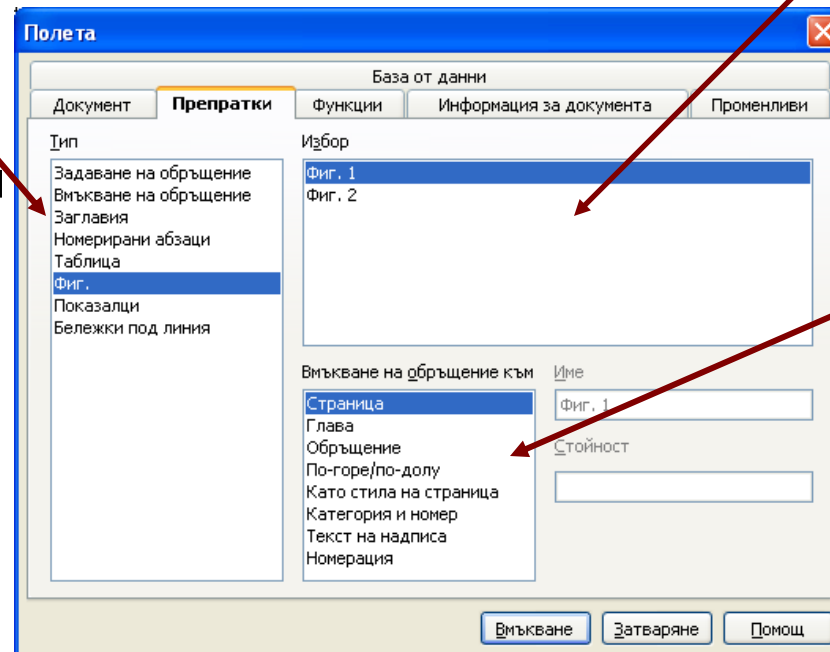 Полета
База от данни
Документ
Препратки
Функции
Информация за документа
Променливи
Тип
Избор
Задаване на обръщение
Вмъкване на обръщение
Заглавия
Номерирани абзаци
Таблица
Фиг.
Показалци
Бележки под линия
Фиг. 1
Фиг. 2
Вмъкване на обръщение към
Страница
Глава
Обръщение
По-горе/по-долу
Като стила на страница
Категория и номер
Текст на надписа
Номерация
Име
Фиг. 1
Стойност
Вмъкване
Затваряне
Помощ